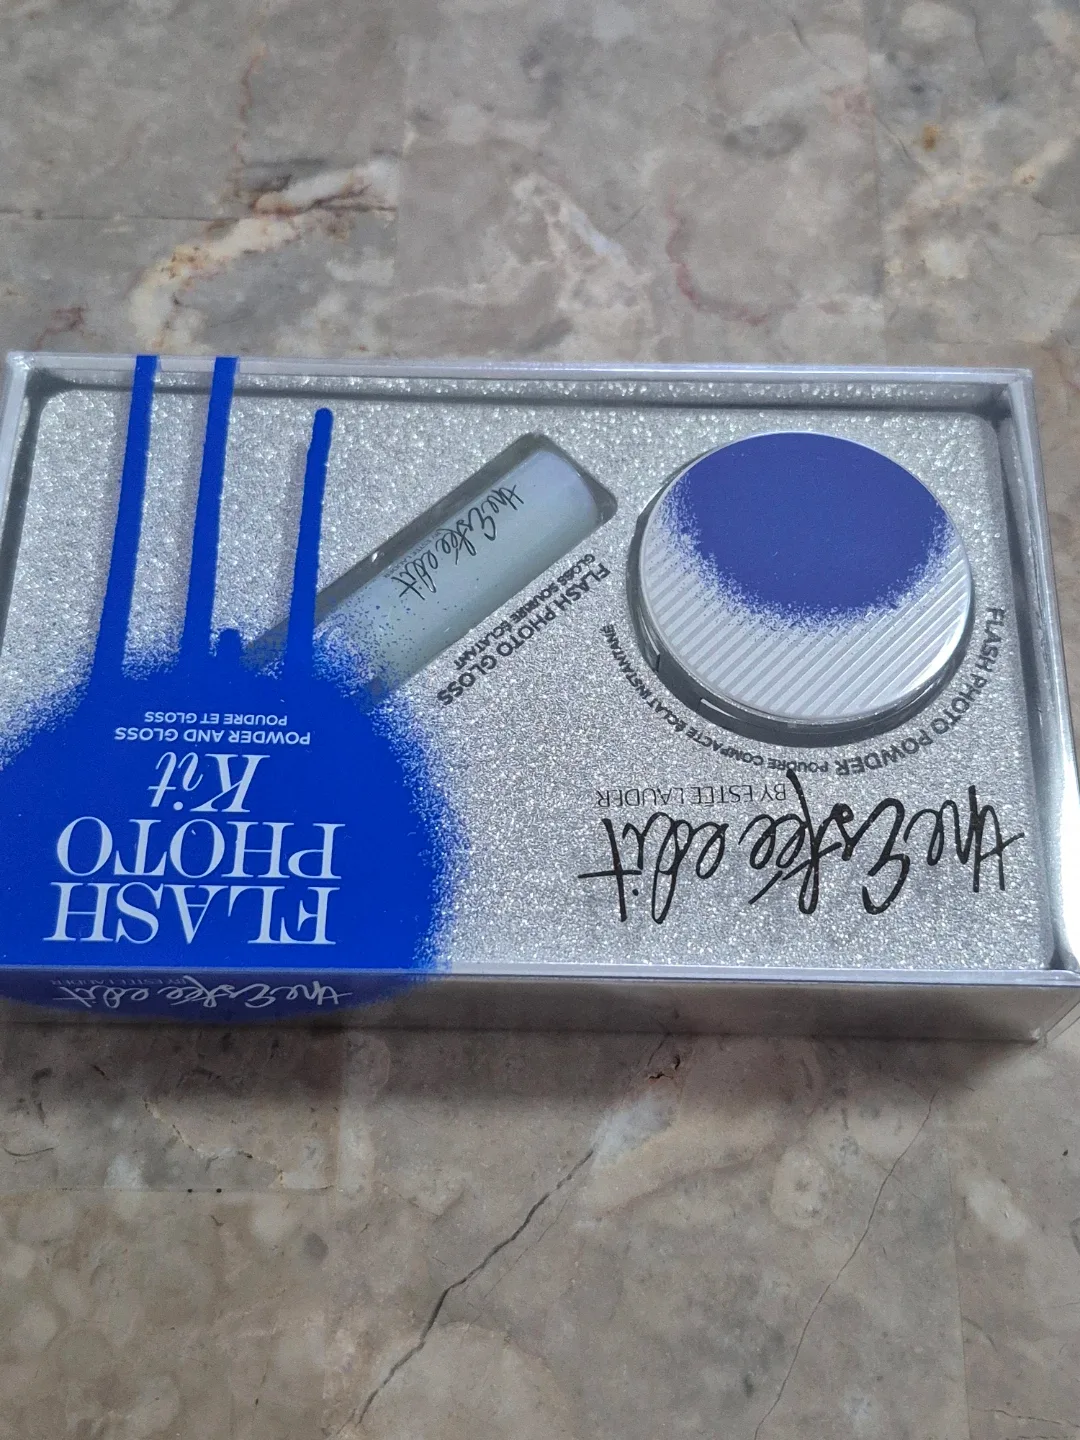 the Estée edit
BY ESTÉE LAUDER
FLASH PHOTO POWDER POUDRE COMPACTE ÉCLAT INSTANTANÉ
FLASH PHOTO GLOSS
GLOSS SOURIRE ÉCLATANT
the Estée edit
the Estée edit
BY ESTÉE LAUDER
FLASH
PHOTO
Kit
POWDER AND GLOSS
POUDRE ET GLOSS